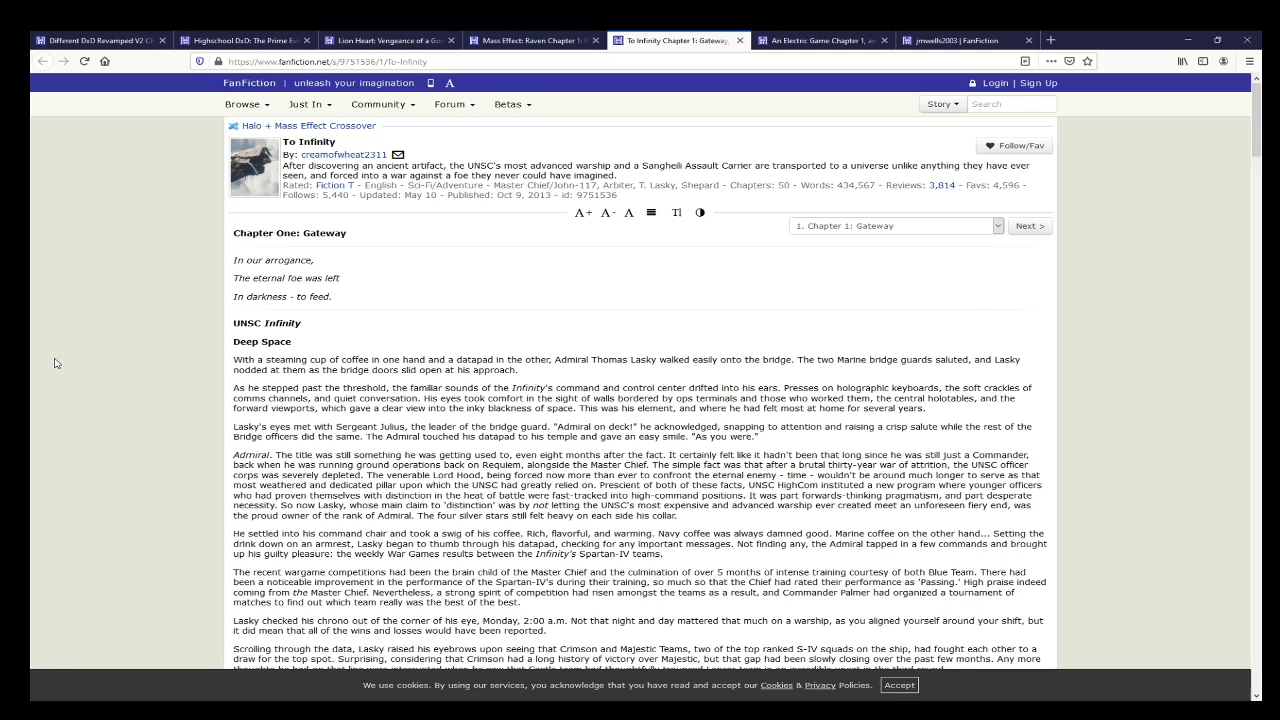 Different DxD Revamped V2 Ch
Highschool DxD: The Prime Ev
Lion Heart: Vengeance of a Go
Mass Effect: Raven Chapter 1:
To Infinity Chapter 1: Gateway,
An Electric Game Chapter 1, an
jmwells2003 | FanFiction
https://www.fanfiction.net/s/9751536/1/To-Infinity
FanFiction | unleash your imagination A Login | Sign Up
Browse Just In Community Forum Betas Story Search
Halo + Mass Effect Crossover
To Infinity Follow/Fav
By: creamofwheat2311
After discovering an ancient artifact, the UNSC's most advanced warship and a Sangheili Assault Carrier are transported to a universe unlike anything they have ever
seen, and forced into a war against a foe they never could have imagined.
Rated: Fiction T - English - Sci-Fi/Adventure - Master Chief/John-117, Arbiter, T. Lasky, Shepard - Chapters: 50 - Words: 434,567 - Reviews: 3,814 - Favs: 4,596 -
Follows: 5,440 - Updated: May 10 - Published: Oct 9, 2013 - id: 9751536
A+ A- A
1. Chapter 1: Gateway Next >
Chapter One: Gateway
In our arrogance,
The eternal foe was left
In darkness - to feed.
UNSC Infinity
Deep Space
With a steaming cup of coffee in one hand and a datapad in the other, Admiral Thomas Lasky walked easily onto the bridge. The two Marine bridge guards saluted, and Lasky
nodded at them as the bridge doors slid open at his approach.
As he stepped past the threshold, the familiar sounds of the Infinity's command and control center drifted into his ears. Presses on holographic keyboards, the soft crackles of
comms channels, and quiet conversation. His eyes took comfort in the sight of walls bordered by ops terminals and those who worked them, the central holotables, and the
forward viewports, which gave a clear view into the inky blackness of space. This was his element, and where he had felt most at home for several years.
Lasky's eyes met with Sergeant Julius, the leader of the bridge guard. "Admiral on deck!" he acknowledged, snapping to attention and raising a crisp salute while the rest of the
Bridge officers did the same. The Admiral touched his datapad to his temple and gave an easy smile. "As you were."
Admiral. The title was still something he was getting used to, even eight months after the fact. It certainly felt like it hadn't been that long since he was still just a Commander,
back when he was running ground operations back on Requiem, alongside the Master Chief. The simple fact was that after a brutal thirty-year war of attrition, the UNSC officer
corps was severely depleted. The venerable Lord Hood, being forced now more than ever to confront the eternal enemy - time - wouldn't be around much longer to serve as that
most weathered and dedicated pillar upon which the UNSC had greatly relied on. Prescient of both of these facts, UNSC HighCom instituted a new program where younger officers
who had proven themselves with distinction in the heat of battle were fast-tracked into high-command positions. It was part forwards-thinking pragmatism, and part desperate
necessity. So now Lasky, whose main claim to 'distinction' was by not letting the UNSC's most expensive and advanced warship ever created meet an unforeseen fiery end, was
the proud owner of the rank of Admiral. The four silver stars still felt heavy on each side his collar.
He settled into his command chair and took a swig of his coffee. Rich, flavorful, and warming. Navy coffee was always damned good. Marine coffee on the other hand... Setting the
drink down on an armrest, Lasky began to thumb through his datapad, checking for any important messages. Not finding any, the Admiral tapped in a few commands and brought
up his guilty pleasure: the weekly War Games results between the Infinity's Spartan-IV teams.
The recent wargame competitions had been the brain child of the Master Chief and the culmination of over 5 months of intense training courtesy of both Blue Team. There had
been a noticeable improvement in the performance of the Spartan-IV's during their training, so much so that the Chief had rated their performance as 'Passing.' High praise indeed
coming from the Master Chief. Nevertheless, a strong spirit of competition had risen amongst the teams as a result, and Commander Palmer had organized a tournament of
matches to find out which team really was the best of the best.
Lasky checked his chrono out of the corner of his eye, Monday, 2:00 a.m. Not that night and day mattered that much on a warship, as you aligned yourself around your shift, but
it did mean that all of the wins and losses would have been reported.
Scrolling through the data, Lasky raised his eyebrows upon seeing that Crimson and Majestic Teams, two of the top ranked S-IV squads on the ship, had fought each other to a
draw for the top spot. Surprising, considering that Crimson had a long history of victory over Majestic, but that gap had been slowly closing over the past few months. Any more
We use cookies. By using our services, you acknowledge that you have read and accept our Cookies & Privacy Policies. Accept